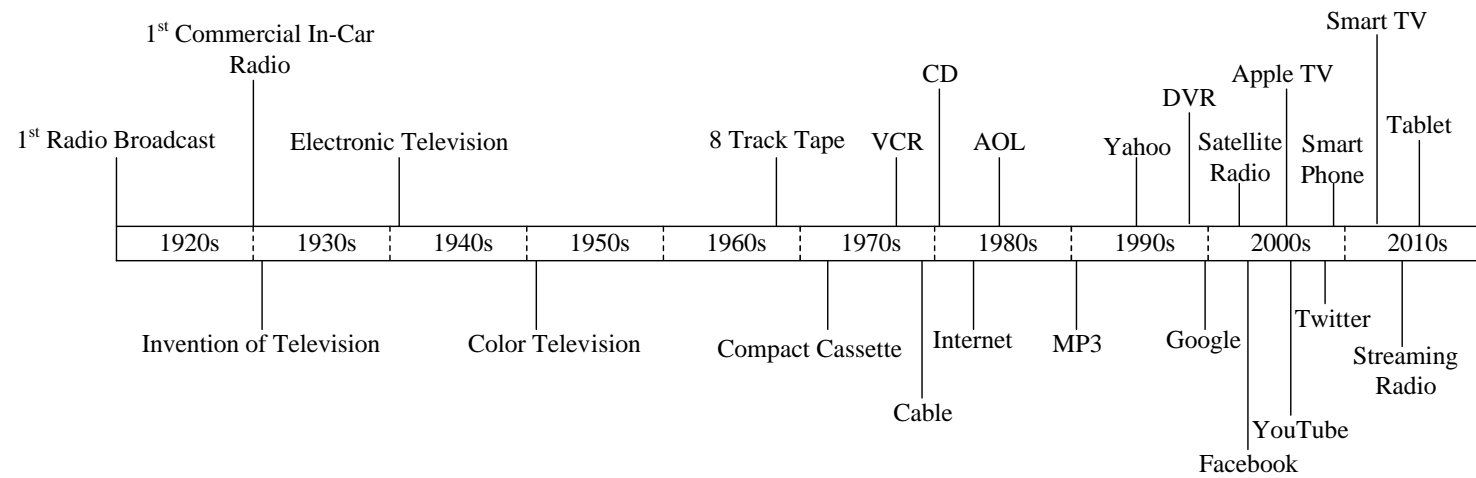 1st Commercial In-Car
Radio
1st Radio Broadcast
Electronic Television
8 Track Tape
VCR
CD
AOL
Yahoo
DVR
Satellite
Radio
Apple TV
Smart
Phone
Smart TV
Tablet
1920s
1930s
1940s
1950s
1960s
1970s
1980s
1990s
2000s
2010s
Invention of Television
Color Television
Compact Cassette
Cable
Internet
MP3
Google
Facebook
YouTube
Twitter
Streaming
Radio